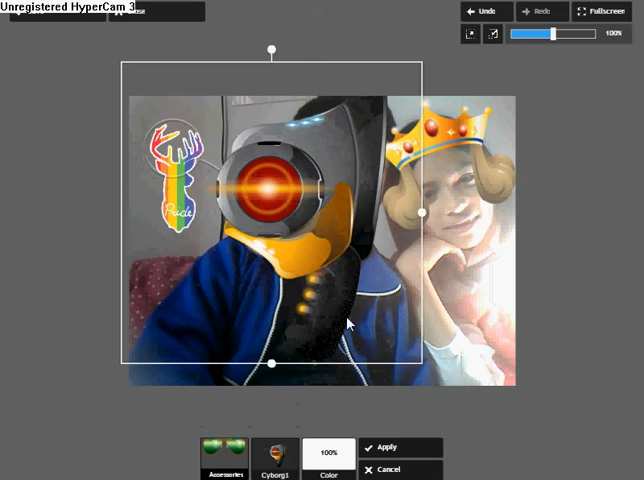 Unregistered HyperCam 3
Undo
Redo
Fullscreen
100%
Pride
Accessories
Cyborg1
100%
Color
Apply
Cancel